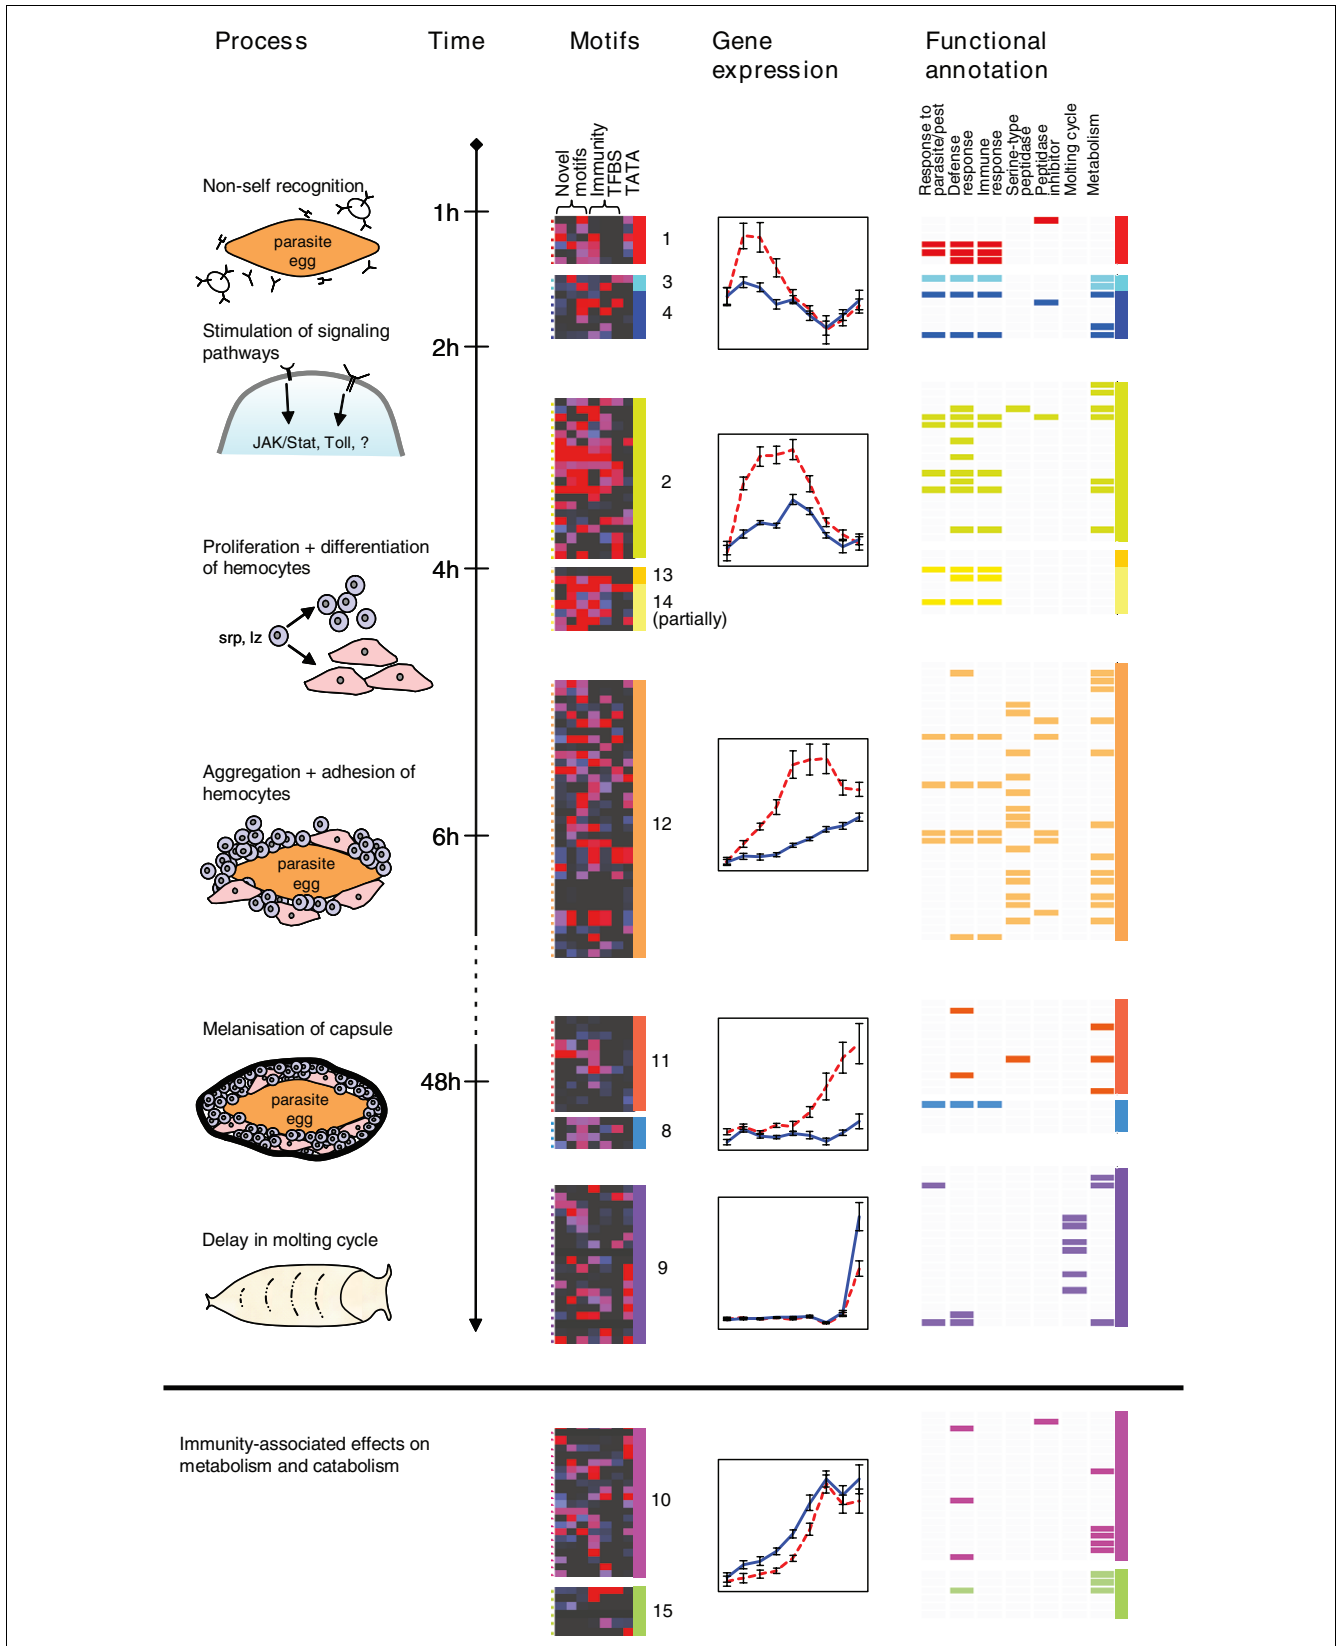 Process
Time
Motifs
Gene
expression
Functional
annotation
Novel
motifs
Immunity
TFBS
TATA
Response to
parasite/pest
Defense
response
Immune
response
Serine-type
peptidase
Peptidase
inhibitor
Molting cycle
Metabolism
Non-self recognition
parasite
egg
1h
1
3
4
Stimulation of signaling
pathways
2h
JAK/Stat, Toll, ?
2
Proliferation + differentiation
of hemocytes
4h
13
14
(partially)
srp, lz
Aggregation + adhesion of
hemocytes
6h
12
parasite
egg
Melanisation of capsule
48h
11
parasite
egg
8
Delay in molting cycle
9
Immunity-associated effects on
metabolism and catabolism
10
15